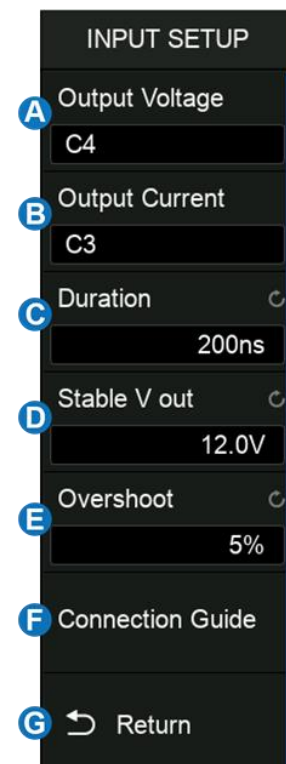 INPUT SETUP
A Output Voltage
C4
B Output Current
C3
C Duration
200ns
D Stable V out
12.0V
E Overshoot
5%
F Connection Guide
G Return